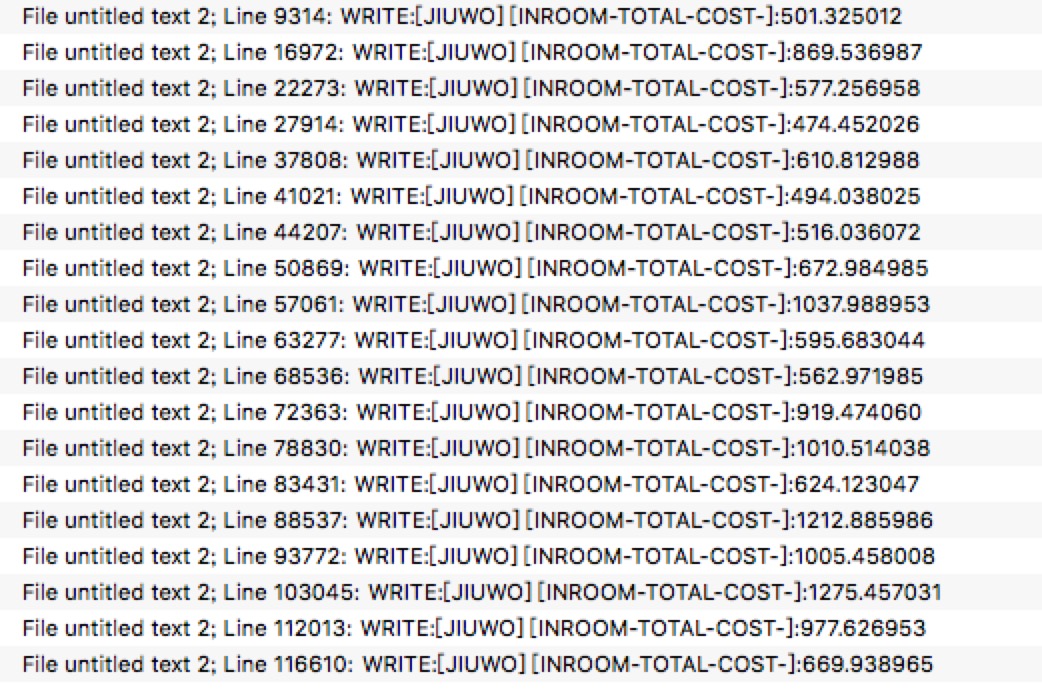 File untitled text 2; Line 9314: WRITE:[JIUWO][INROOM-TOTAL-COST-]:501.325012
File untitled text 2; Line 16972: WRITE:[JIUWO][INROOM-TOTAL-COST-]:869.536987
File untitled text 2; Line 22273: WRITE:[JIUWO][INROOM-TOTAL-COST-]:577.256958
File untitled text 2; Line 27914: WRITE:[JIUWO][INROOM-TOTAL-COST-]:474.452026
File untitled text 2; Line 37808: WRITE:[JIUWO][INROOM-TOTAL-COST-]:610.812988
File untitled text 2; Line 41021: WRITE:[JIUWO][INROOM-TOTAL-COST-]:494.038025
File untitled text 2; Line 44207: WRITE:[JIUWO][INROOM-TOTAL-COST-]:516.036072
File untitled text 2; Line 50869: WRITE:[JIUWO][INROOM-TOTAL-COST-]:672.984985
File untitled text 2; Line 57061: WRITE:[JIUWO][INROOM-TOTAL-COST-]:1037.988953
File untitled text 2; Line 63277: WRITE:[JIUWO][INROOM-TOTAL-COST-]:595.683044
File untitled text 2; Line 68536: WRITE:[JIUWO][INROOM-TOTAL-COST-]:562.971985
File untitled text 2; Line 72363: WRITE:[JIUWO][INROOM-TOTAL-COST-]:919.474060
File untitled text 2; Line 78830: WRITE:[JIUWO][INROOM-TOTAL-COST-]:1010.514038
File untitled text 2; Line 83431: WRITE:[JIUWO][INROOM-TOTAL-COST-]:624.123047
File untitled text 2; Line 88537: WRITE:[JIUWO][INROOM-TOTAL-COST-]:1212.885986
File untitled text 2; Line 93772: WRITE:[JIUWO][INROOM-TOTAL-COST-]:1005.458008
File untitled text 2; Line 103045: WRITE:[JIUWO][INROOM-TOTAL-COST-]:1275.457031
File untitled text 2; Line 112013: WRITE:[JIUWO][INROOM-TOTAL-COST-]:977.626953
File untitled text 2; Line 116610: WRITE:[JIUWO][INROOM-TOTAL-COST-]:669.938965